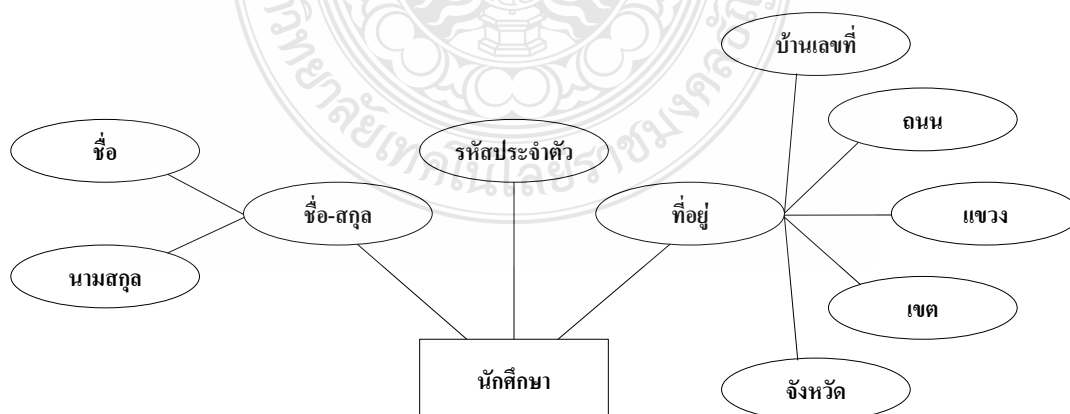 บ้านเลขที่
ถนน
ชื่อ
รหัสประจำตัว
ชื่อ-สกุล
ที่อยู่
แขวง
นามสกุล
เขต
นักศึกษา
จังหวัด